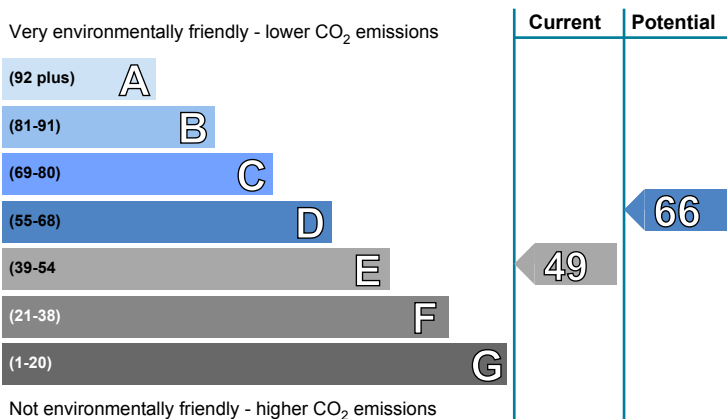 Current Potential
Very environmentally friendly - lower CO2 emissions
(92 plus) A
(81-91) B
(69-80) C
(55-68) D
66
(39-54 E
49
(21-38) F
(1-20) G
Not environmentally friendly - higher CO2 emissions